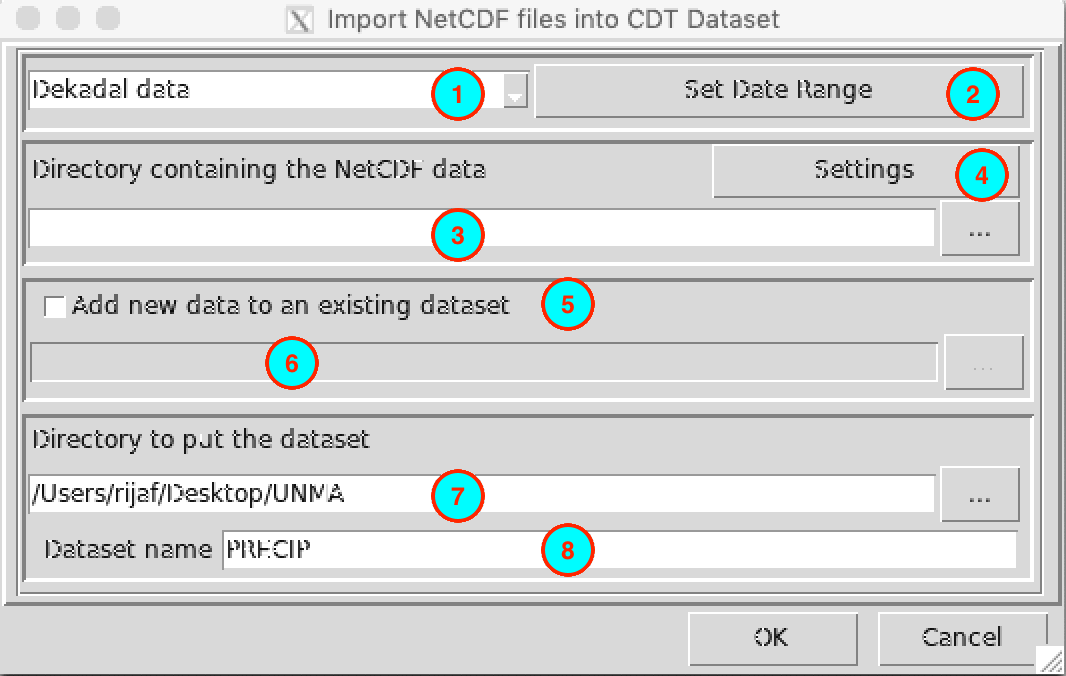 X Import NetCDF files into CDT Dataset
Dekadal data 1 Set Date Range 2
Directory containing the NetCDF data Settings 4
3 ...
Add new data to an existing dataset 5
6 ...
Directory to put the dataset
/Users/rijaf/Desktop/UNMA 7 ...
Dataset name PRECIP 8
OK Cancel